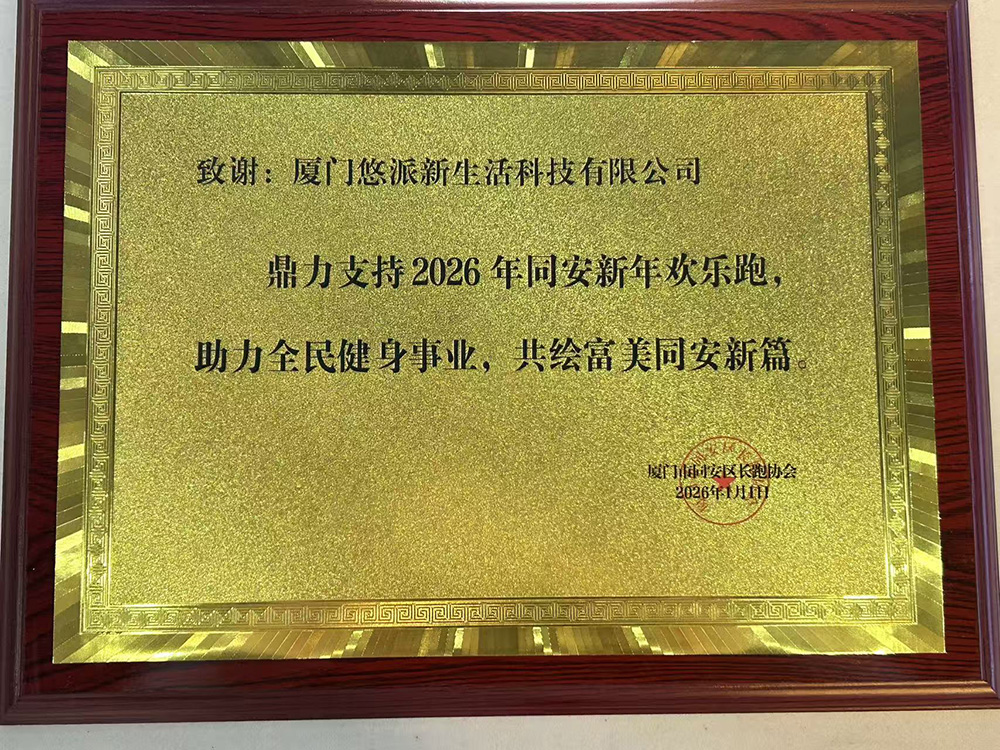 致谢：厦门悠派新生活科技有限公司
鼎力支持2026年同安新年欢乐跑，
助力全民健身事业，共绘富美同安新篇。
厦门市同安区长跑协会
2026年1月1日